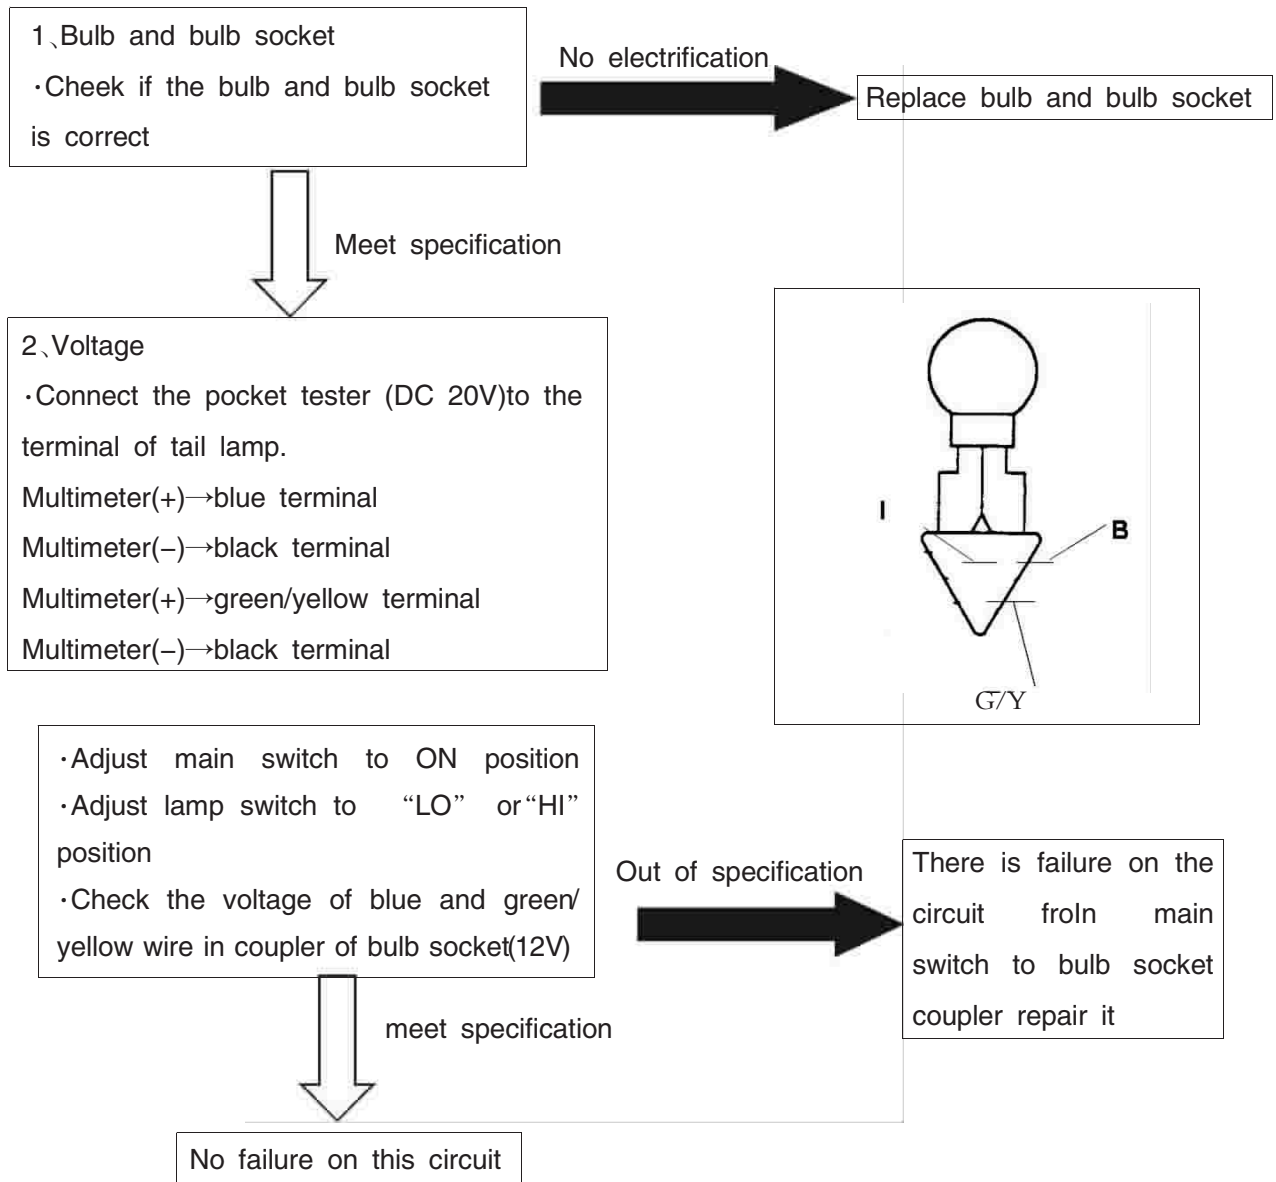 1、Bulb and bulb socket
·Cheek if the bulb and bulb socket
is correct
No electrification
Replace bulb and bulb socket
Meet specification
2、Voltage
·Connect the pocket tester (DC 20V)to the
terminal of tail lamp.
Multimeter(+)→blue terminal
Multimeter(−)→black terminal
Multimeter(+)→green/yellow terminal
Multimeter(−)→black terminal
I
B
G/Y
·Adjust main switch to ON position
·Adjust lamp switch to “LO” or“HI”
position
·Check the voltage of blue and green/
yellow wire in coupler of bulb socket(12V)
Out of specification
There is failure on the
circuit froIn main
switch to bulb socket
coupler repair it
meet specification
No failure on this circuit